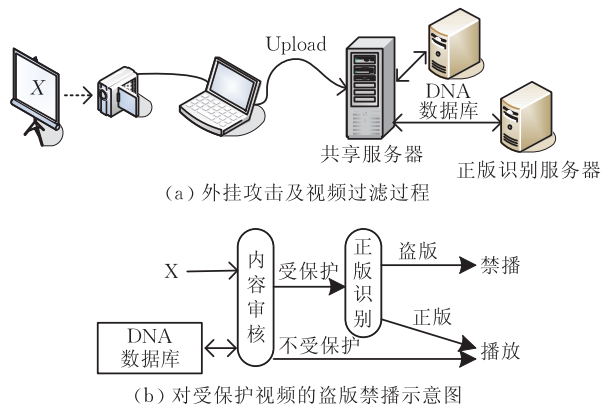 X
Upload
DNA
数据库
共享服务器
正版识别服务器
(a) 外挂攻击及视频过滤过程
X
内容审核
受保护
正版识别
盗版
禁播
正版
播放
DNA
数据库
不受保护
(b) 对受保护视频的盗版禁播示意图